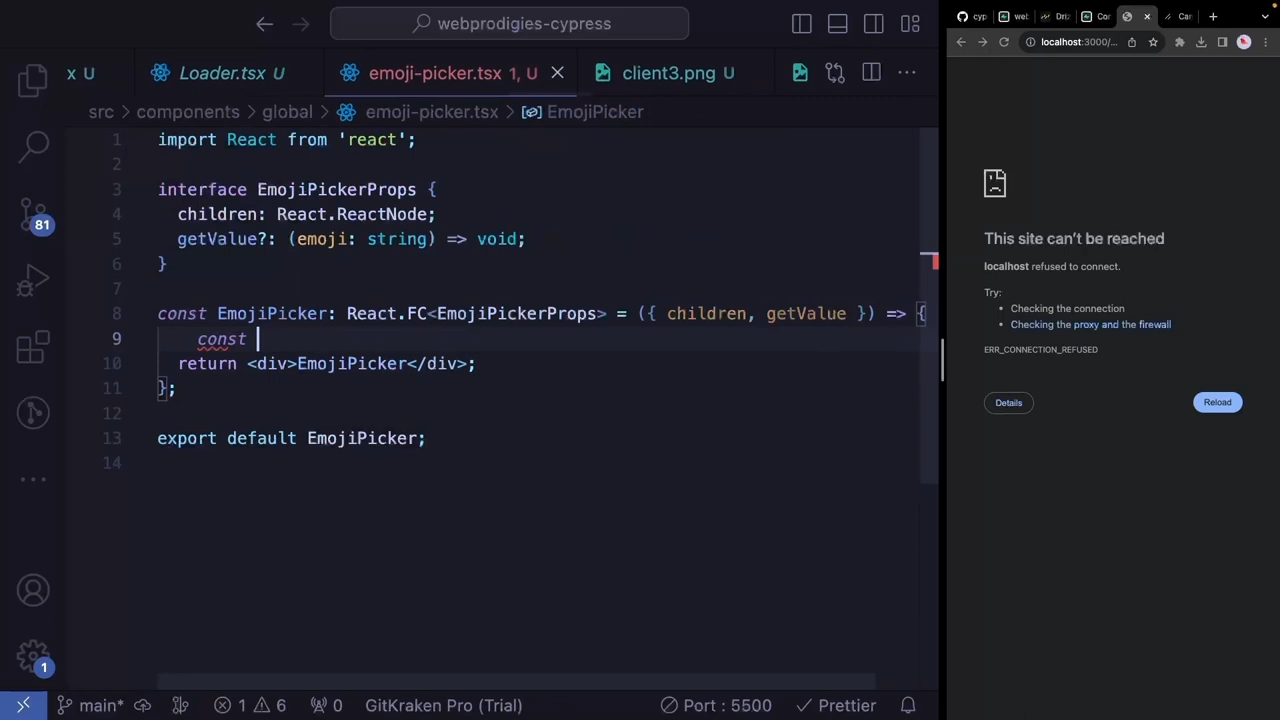 webprodigies-cypress
x U
Loader.tsx U
emoji-picker.tsx 1, U
client3.png U
src > components > global > emoji-picker.tsx > EmojiPicker
1 import React from 'react';
2
3 interface EmojiPickerProps {
4 children: React.ReactNode;
5 getValue?: (emoji: string) => void;
6 }
7
8 const EmojiPicker: React.FC<EmojiPickerProps> = ({ children, getValue }) => {
9 const
10 return <div>EmojiPicker</div>;
11 };
12
13 export default EmojiPicker;
14
81
1
main*
1 6
0
GitKraken Pro (Trial)
Port : 5500
Prettier
cyp
web
Driz
Cor
Car
localhost:3000/...
This site can't be reached
localhost refused to connect.
Try:
• Checking the connection
• Checking the proxy and the firewall
ERR_CONNECTION_REFUSED
Details
Reload